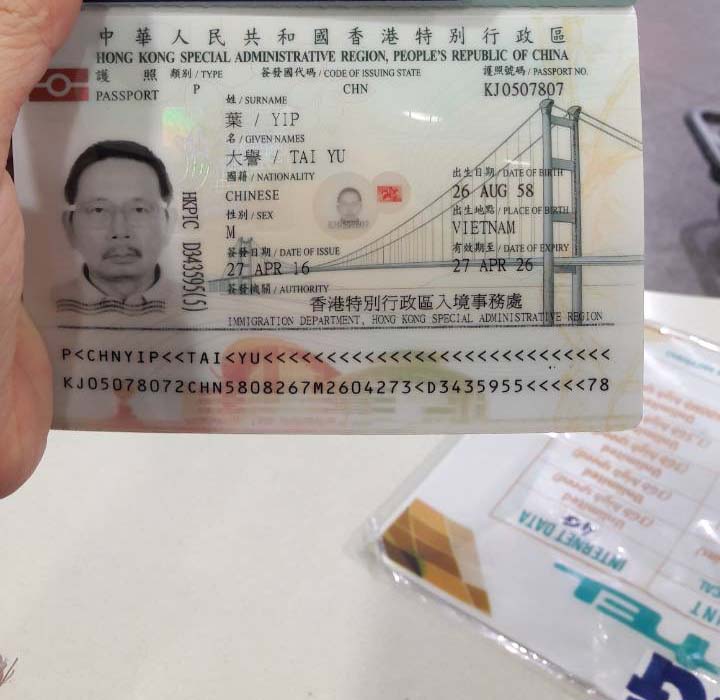 中華人民共和國香港特別行政區
HONG KONG SPECIAL ADMINISTRATIVE REGION, PEOPLE'S REPUBLIC OF CHINA
護照 類別 / TYPE 簽發國代碼 / CODE OF ISSUING STATE 護照號碼 / PASSPORT NO.
PASSPORT P CHN KJ0507807
姓 / SURNAME
葉 / YIP
名 / GIVEN NAMES
大譽 / TAI YU
國籍 / NATIONALITY 出生日期 / DATE OF BIRTH
CHINESE 26 AUG 58
性別 / SEX 出生地點 / PLACE OF BIRTH
M VIETNAM
簽發日期 / DATE OF ISSUE 有效期至 / DATE OF EXPIRY
27 APR 16 27 APR 26
簽發機關 / AUTHORITY
香港特別行政區入境事務處
IMMIGRATION DEPARTMENT, HONG KONG SPECIAL ADMINISTRATIVE REGION
HKPIC D343595(5)
P<CHNYIP<<TAI<YU<<<<<<<<<<<<<<<<<<<<<<<<<<<<
KJ05078072CHN5808267M2604273<D3435955<<<<<78
INTERNET DATA
4G